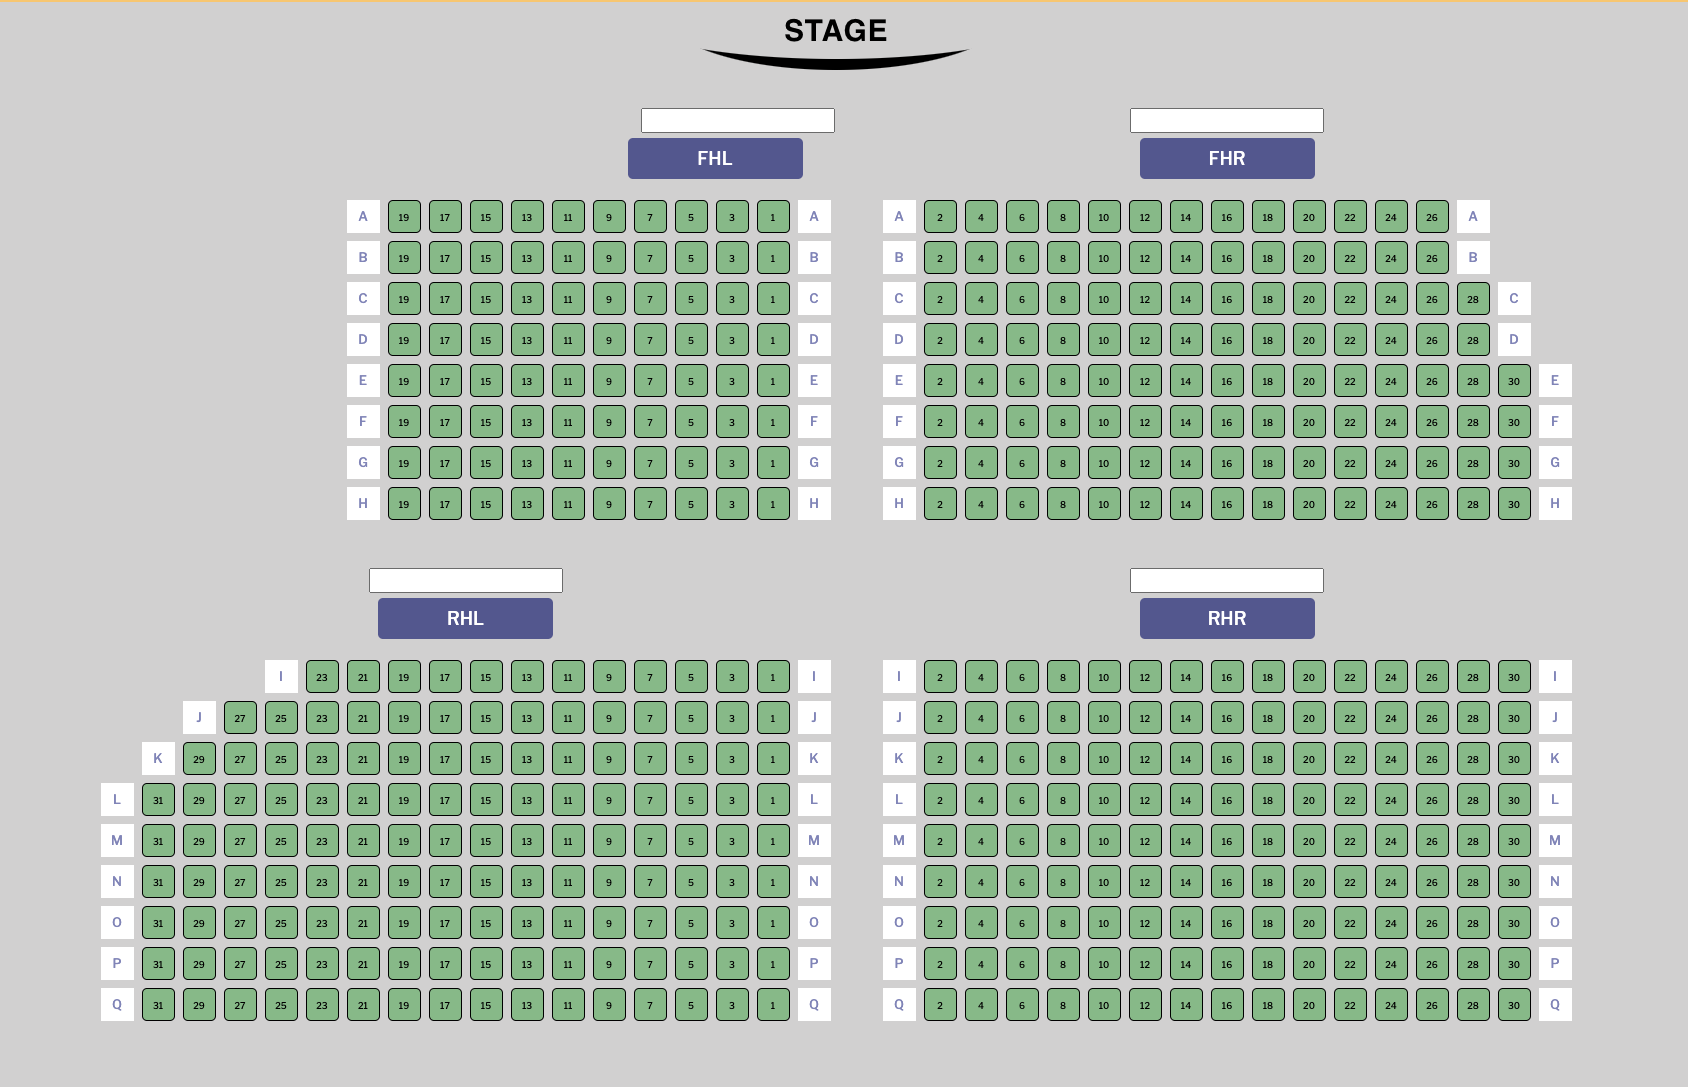 STAGE
FHL FHR
A 19 17 15 13 11 9 7 5 3 1 A A 2 4 6 8 10 12 14 16 18 20 22 24 26 A
B 19 17 15 13 11 9 7 5 3 1 B B 2 4 6 8 10 12 14 16 18 20 22 24 26 B
C 19 17 15 13 11 9 7 5 3 1 C C 2 4 6 8 10 12 14 16 18 20 22 24 26 28 C
D 19 17 15 13 11 9 7 5 3 1 D D 2 4 6 8 10 12 14 16 18 20 22 24 26 28 D
E 19 17 15 13 11 9 7 5 3 1 E E 2 4 6 8 10 12 14 16 18 20 22 24 26 28 30 E
F 19 17 15 13 11 9 7 5 3 1 F F 2 4 6 8 10 12 14 16 18 20 22 24 26 28 30 F
G 19 17 15 13 11 9 7 5 3 1 G G 2 4 6 8 10 12 14 16 18 20 22 24 26 28 30 G
H 19 17 15 13 11 9 7 5 3 1 H H 2 4 6 8 10 12 14 16 18 20 22 24 26 28 30 H
RHL RHR
I 23 21 19 17 15 13 11 9 7 5 3 1 I I 2 4 6 8 10 12 14 16 18 20 22 24 26 28 30 I
J 27 25 23 21 19 17 15 13 11 9 7 5 3 1 J J 2 4 6 8 10 12 14 16 18 20 22 24 26 28 30 J
K 29 27 25 23 21 19 17 15 13 11 9 7 5 3 1 K K 2 4 6 8 10 12 14 16 18 20 22 24 26 28 30 K
L 31 29 27 25 23 21 19 17 15 13 11 9 7 5 3 1 L L 2 4 6 8 10 12 14 16 18 20 22 24 26 28 30 L
M 31 29 27 25 23 21 19 17 15 13 11 9 7 5 3 1 M M 2 4 6 8 10 12 14 16 18 20 22 24 26 28 30 M
N 31 29 27 25 23 21 19 17 15 13 11 9 7 5 3 1 N N 2 4 6 8 10 12 14 16 18 20 22 24 26 28 30 N
O 31 29 27 25 23 21 19 17 15 13 11 9 7 5 3 1 O O 2 4 6 8 10 12 14 16 18 20 22 24 26 28 30 O
P 31 29 27 25 23 21 19 17 15 13 11 9 7 5 3 1 P P 2 4 6 8 10 12 14 16 18 20 22 24 26 28 30 P
Q 31 29 27 25 23 21 19 17 15 13 11 9 7 5 3 1 Q Q 2 4 6 8 10 12 14 16 18 20 22 24 26 28 30 Q